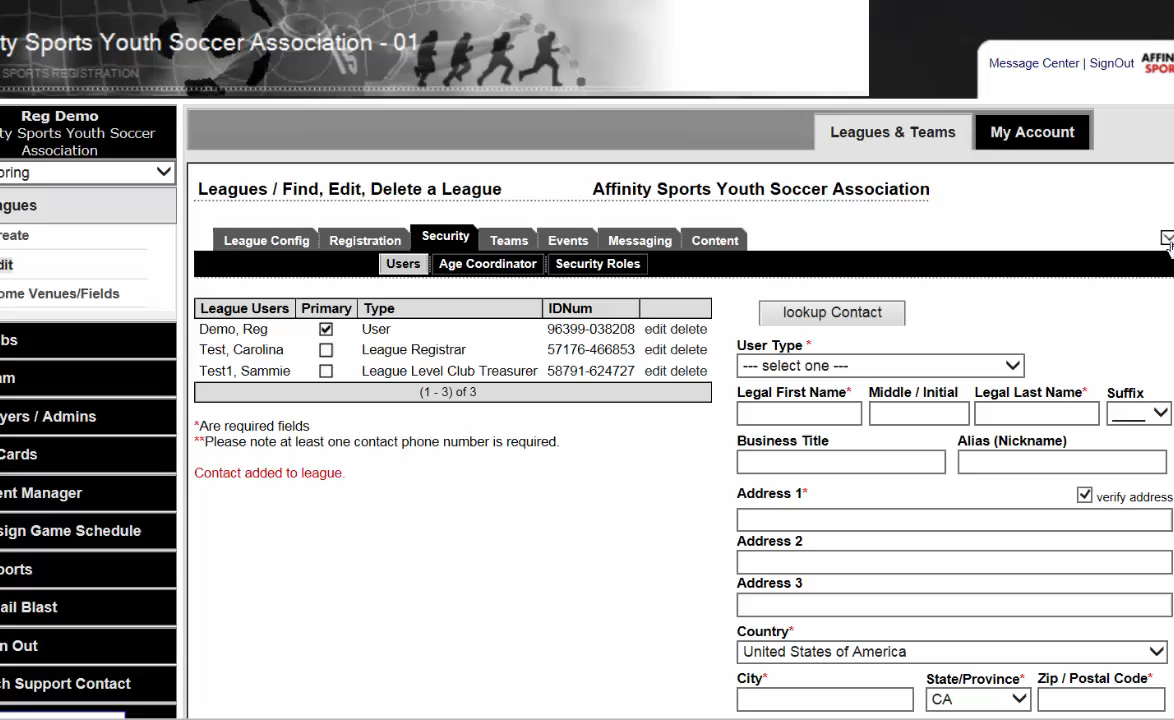 ty Sports Youth Soccer Association - 01
SPORTS REGISTRATION
Message Center | SignOut
AFFIN
SPOR
Reg Demo
ty Sports Youth Soccer
Association
oring
Leagues & Teams
My Account
Leagues / Find, Edit, Delete a League
Affinity Sports Youth Soccer Association
agues
reate
dit
ome Venues/Fields
bs
am
yers / Admins
Cards
ent Manager
sign Game Schedule
ports
ail Blast
n Out
ch Support Contact
League Config
Registration
Security
Teams
Events
Messaging
Content
Users
Age Coordinator
Security Roles
League Users Primary Type IDNum
Demo, Reg User 96399-038208 edit delete
Test, Carolina League Registrar 57176-466853 edit delete
Test1, Sammie League Level Club Treasurer 58791-624727 edit delete
(1 - 3) of 3
*Are required fields
**Please note at least one contact phone number is required.
Contact added to league.
lookup Contact
User Type *
--- select one ---
Legal First Name* Middle / Initial Legal Last Name* Suffix
Business Title Alias (Nickname)
Address 1* verify address
Address 2
Address 3
Country*
United States of America
City* State/Province* Zip / Postal Code*
CA